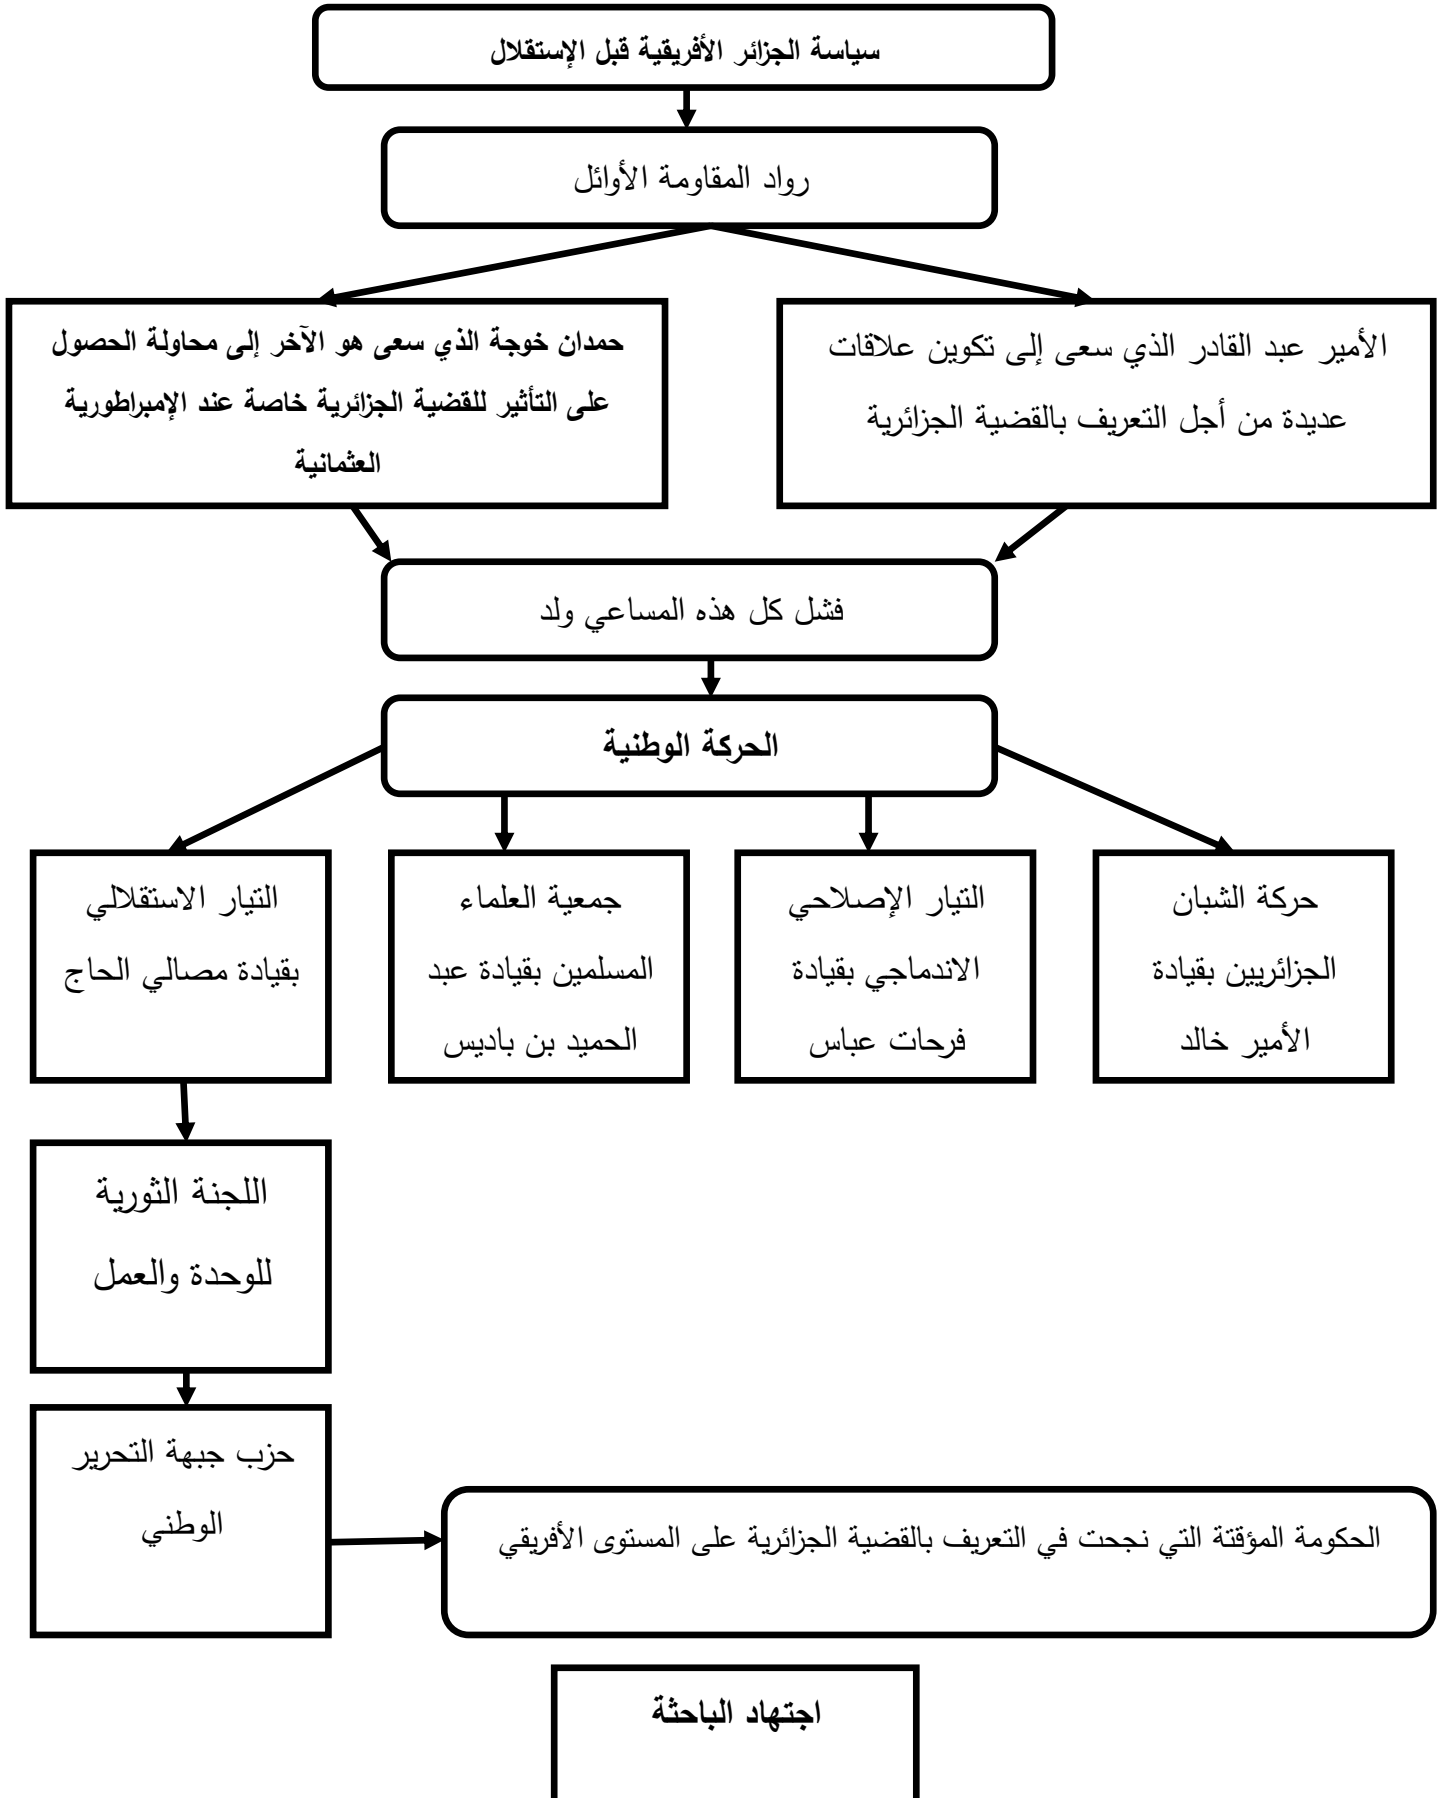 سياسة الجزائر الأفريقية قبل الإستقلال
رواد المقاومة الأوائل
الأمير عبد القادر الذي سعى إلى تكوين علاقات
عديدة من أجل التعريف بالقضية الجزائرية
حمدان خوجة الذي سعى هو الآخر إلى محاولة الحصول
على التأثير للقضية الجزائرية خاصة عند الإمبراطورية
العثمانية
فشل كل هذه المساعي ولد
الحركة الوطنية
حركة الشبان
الجزائريين بقيادة
الأمير خالد
التيار الإصلاحي
الاندماجي بقيادة
فرحات عباس
جمعية العلماء
المسلمين بقيادة عبد
الحميد بن باديس
التيار الاستقلالي
بقيادة مصالي الحاج
اللجنة الثورية
للوحدة والعمل
حزب جبهة التحرير
الوطني
الحكومة المؤقتة التي نجحت في التعريف بالقضية الجزائرية على المستوى الأفريقي
اجتهاد الباحثة